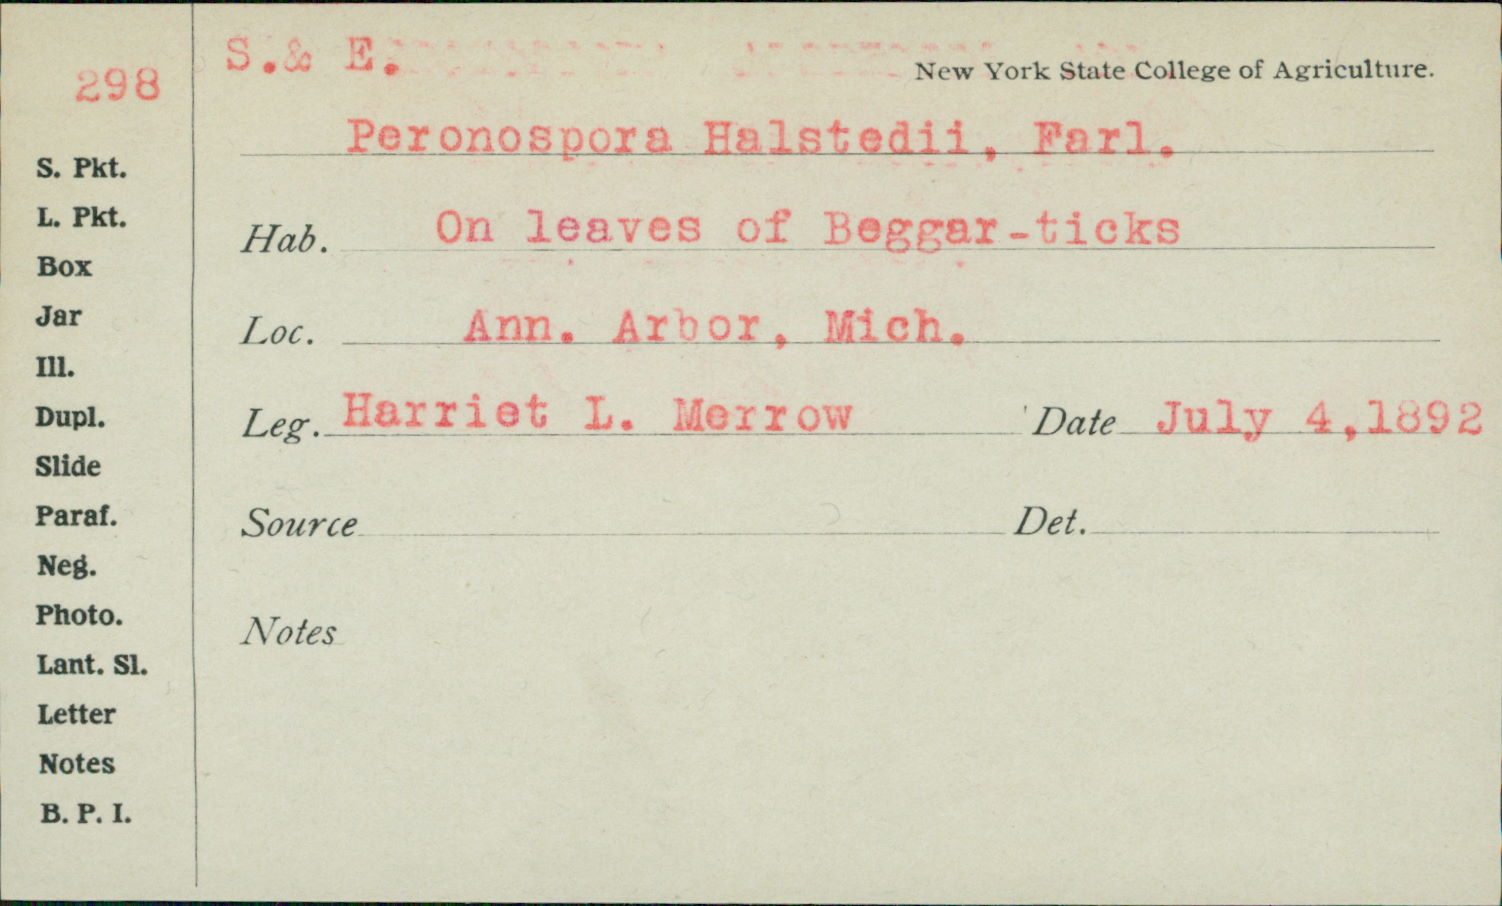 298
S. Pkt.
L. Pkt.
Box
Jar
Ill.
Dupl.
Slide
Paraf.
Neg.
Photo.
Lant. Sl.
Letter
Notes
B. P. I.
S.& E.
New York State College of Agriculture.
Peronospora Halstedii, Farl.
Hab. On leaves of Beggar-ticks
Loc. Ann. Arbor, Mich.
Leg. Harriet L. Merrow Date July 4,1892
Source Det.
Notes